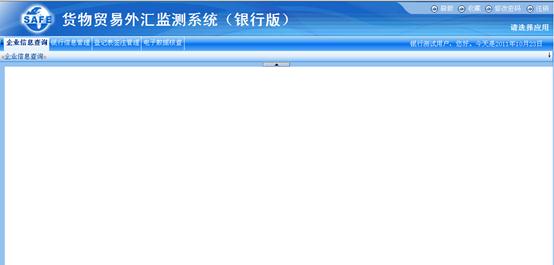 最新 收藏 修改密码 注销
SAFE 货物贸易外汇监测系统（银行版）
请选择应用
企业信息查询 银行信息管理 登记表签注管理 电子数据核查
银行测试用户，您好，今天是2011年10月23日
企业信息查询